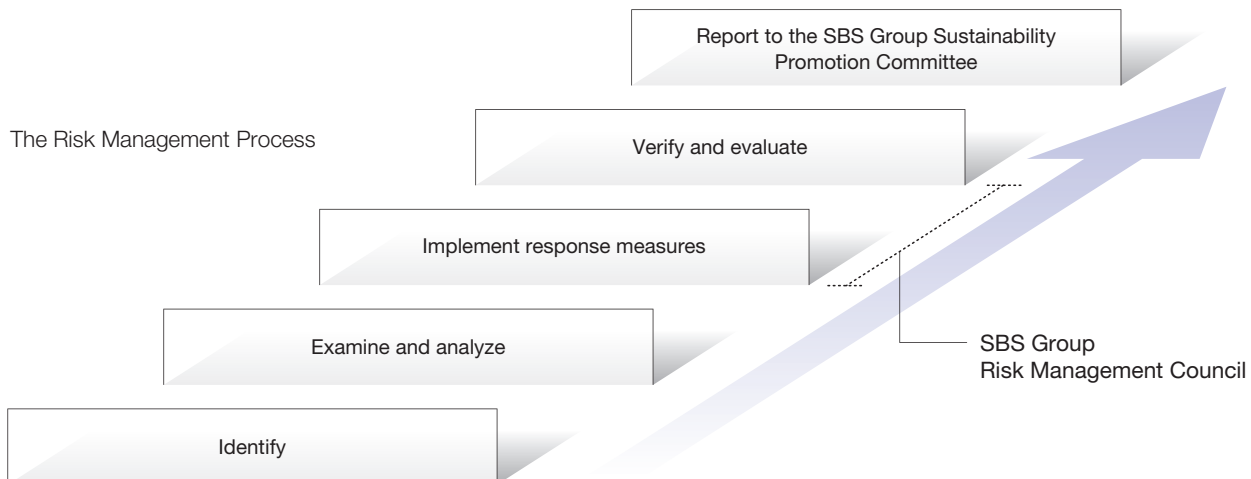 Report to the SBS Group Sustainability
Promotion Committee
The Risk Management Process
Verify and evaluate
Implement response measures
Examine and analyze
SBS Group
Risk Management Council
Identify